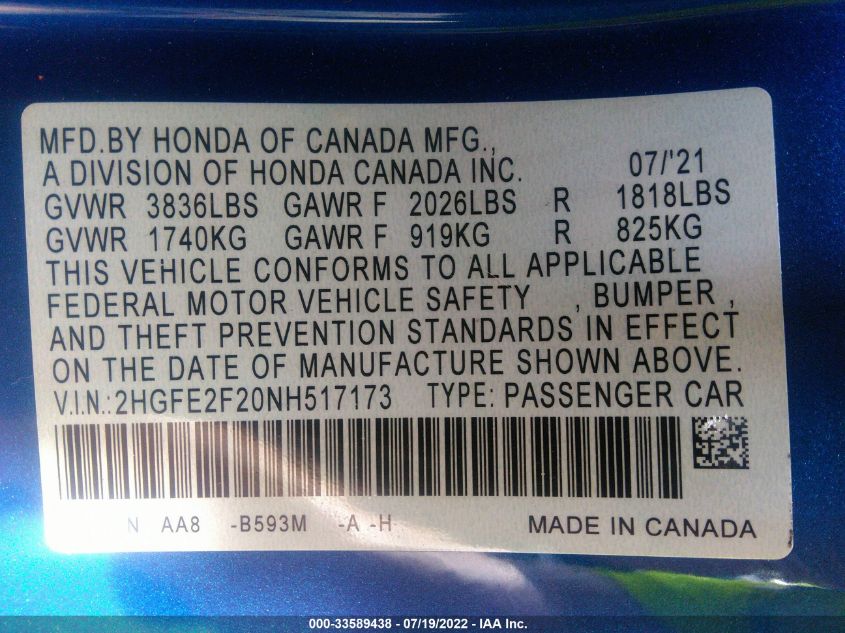 MFD.BY HONDA OF CANADA MFG.,
A DIVISION OF HONDA CANADA INC. 07/'21
GVWR 3836LBS GAWR F 2026LBS R 1818LBS
GVWR 1740KG GAWR F 919KG R 825KG
THIS VEHICLE CONFORMS TO ALL APPLICABLE
FEDERAL MOTOR VEHICLE SAFETY , BUMPER ,
AND THEFT PREVENTION STANDARDS IN EFFECT
ON THE DATE OF MANUFACTURE SHOWN ABOVE.
V.I.N.: 2HGFE2F20NH517173 TYPE: PASSENGER CAR
N AA8 -B593M -A -H MADE IN CANADA
000-33589438 - 07/19/2022 - IAA Inc.